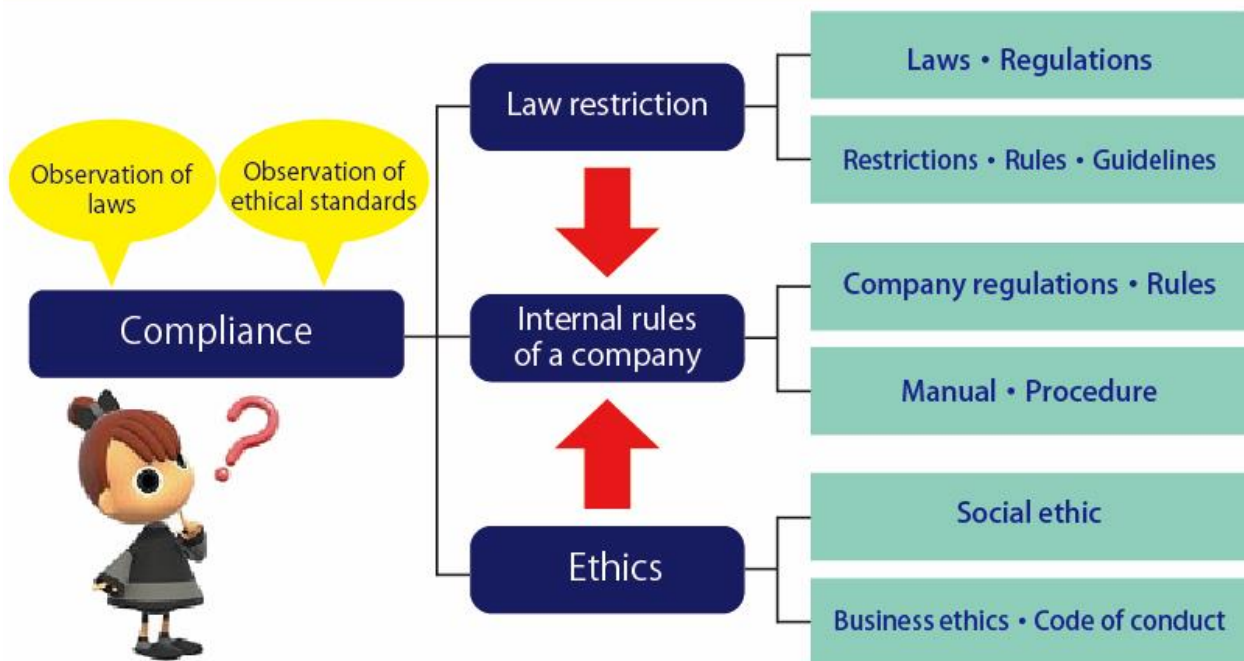 Observation of
laws
Observation of
ethical standards
Compliance
Law restriction
Laws • Regulations
Restrictions • Rules • Guidelines
Internal rules
of a company
Company regulations • Rules
Manual • Procedure
Ethics
Social ethic
Business ethics • Code of conduct
?